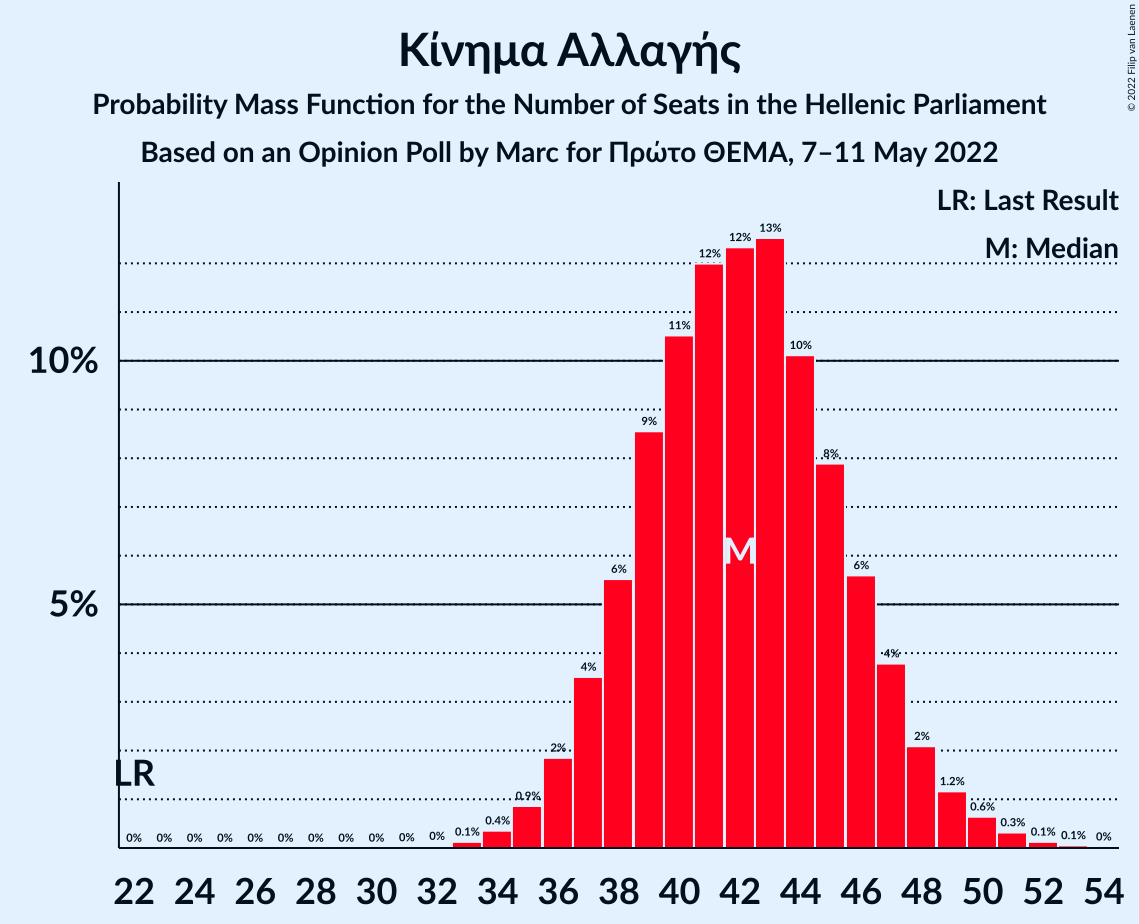 © 2022 Filip van Laenen
Κίνημα Αλλαγής
Probability Mass Function for the Number of Seats in the Hellenic Parliament
Based on an Opinion Poll by Marc for Πρώτο ΘΕΜΑ, 7–11 May 2022
LR: Last Result
M: Median
10%
5%
LR
M
0% 0% 0% 0% 0% 0% 0% 0% 0% 0% 0% 0.1% 0.4% 0.9% 2% 4% 6% 9% 11% 12% 12% 13% 10% 8% 6% 4% 2% 1.2% 0.6% 0.3% 0.1% 0.1% 0%
22 24 26 28 30 32 34 36 38 40 42 44 46 48 50 52 54